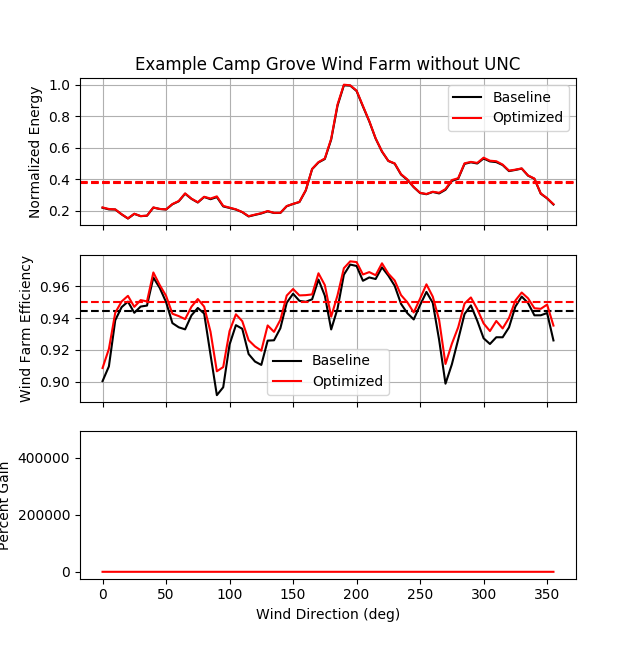 Example Camp Grove Wind Farm without UNC
Normalized Energy
1.0
0.8
0.6
0.4
0.2
Baseline
Optimized
Wind Farm Efficiency
0.96
0.94
0.92
0.90
Baseline
Optimized
Percent Gain
400000
200000
0
0 50 100 150 200 250 300 350
Wind Direction (deg)